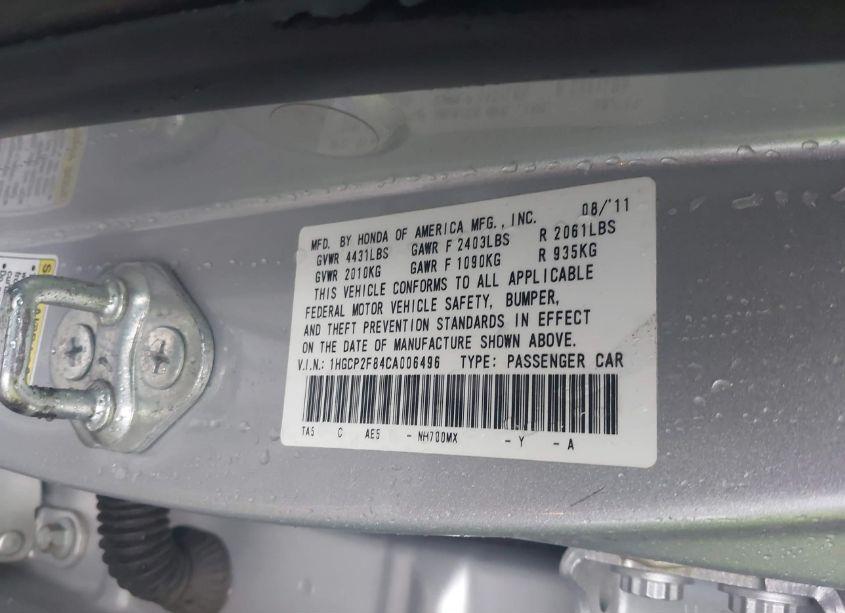 MFD. BY HONDA OF AMERICA MFG., INC. 08/'11
GVWR 4431LBS GAWR F 2403LBS R 2061LBS
GVWR 2010KG GAWR F 1090KG R 935KG
THIS VEHICLE CONFORMS TO ALL APPLICABLE
FEDERAL MOTOR VEHICLE SAFETY, BUMPER,
AND THEFT PREVENTION STANDARDS IN EFFECT
ON THE DATE OF MANUFACTURE SHOWN ABOVE.
V.I.N.: 1HGCP2F84CA006496 TYPE: PASSENGER CAR
TA5 C AE5 - NH700MX - Y - A